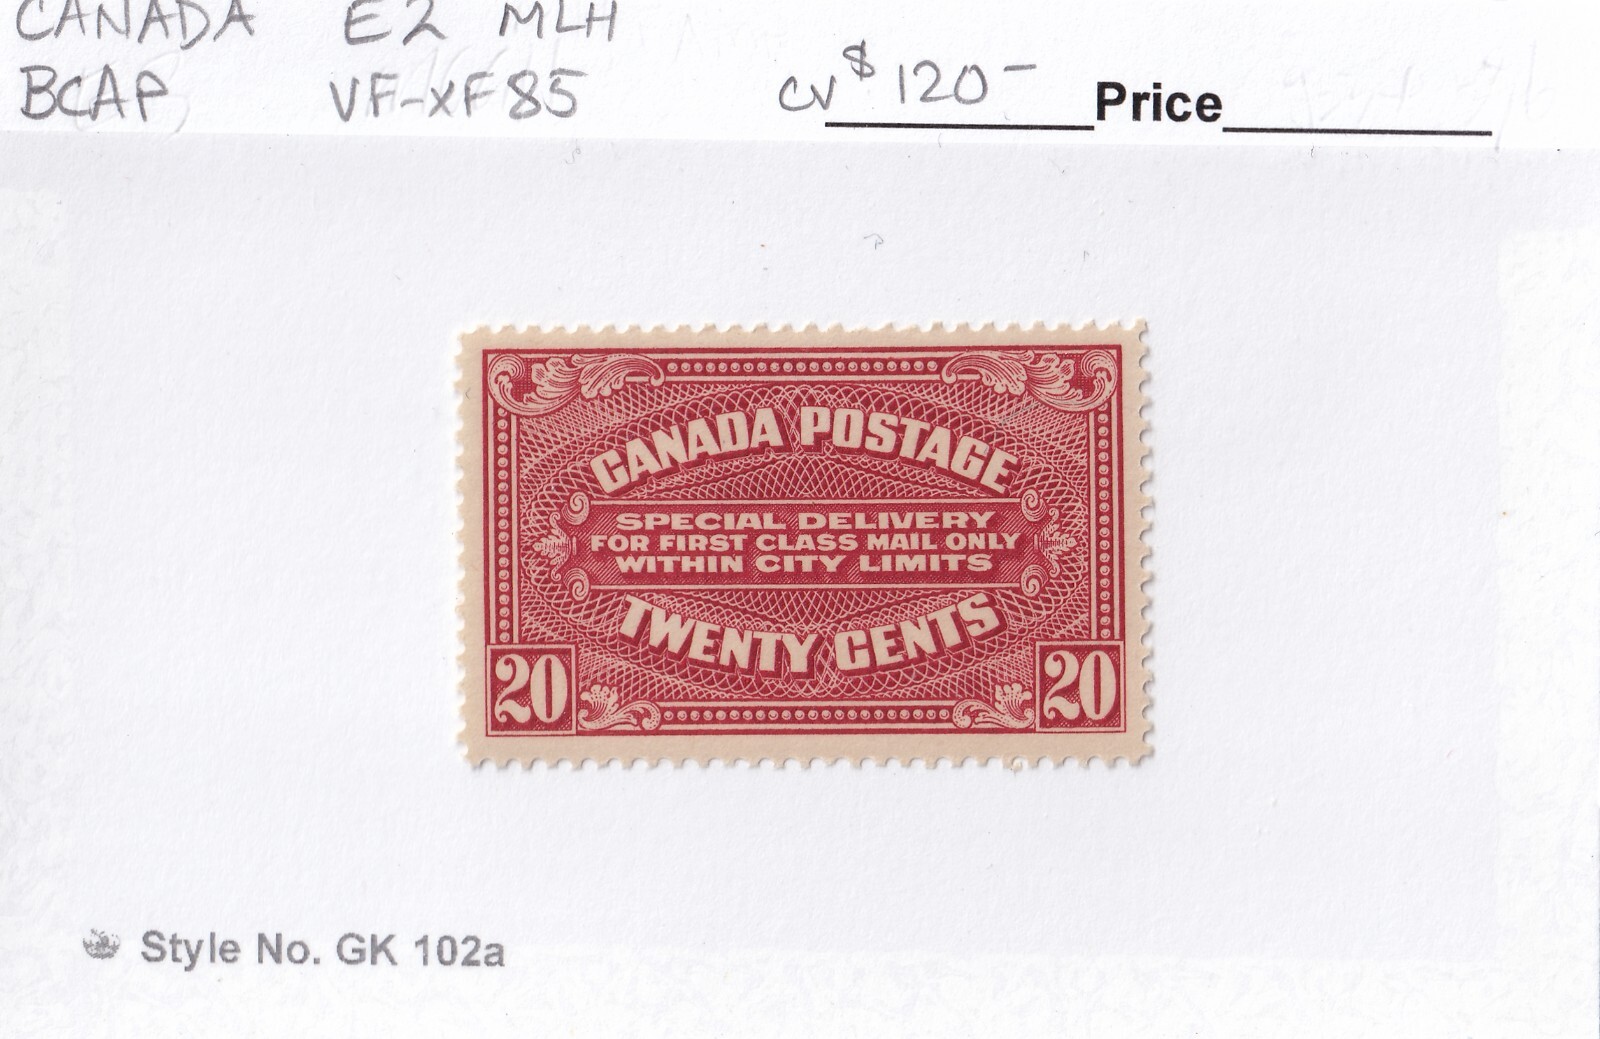 CANADA E2 MLH
BCAP VF-XF85 CV $120- Price
CANADA POSTAGE
SPECIAL DELIVERY
FOR FIRST CLASS MAIL ONLY
WITHIN CITY LIMITS
TWENTY CENTS
20 20
Style No. GK 102a